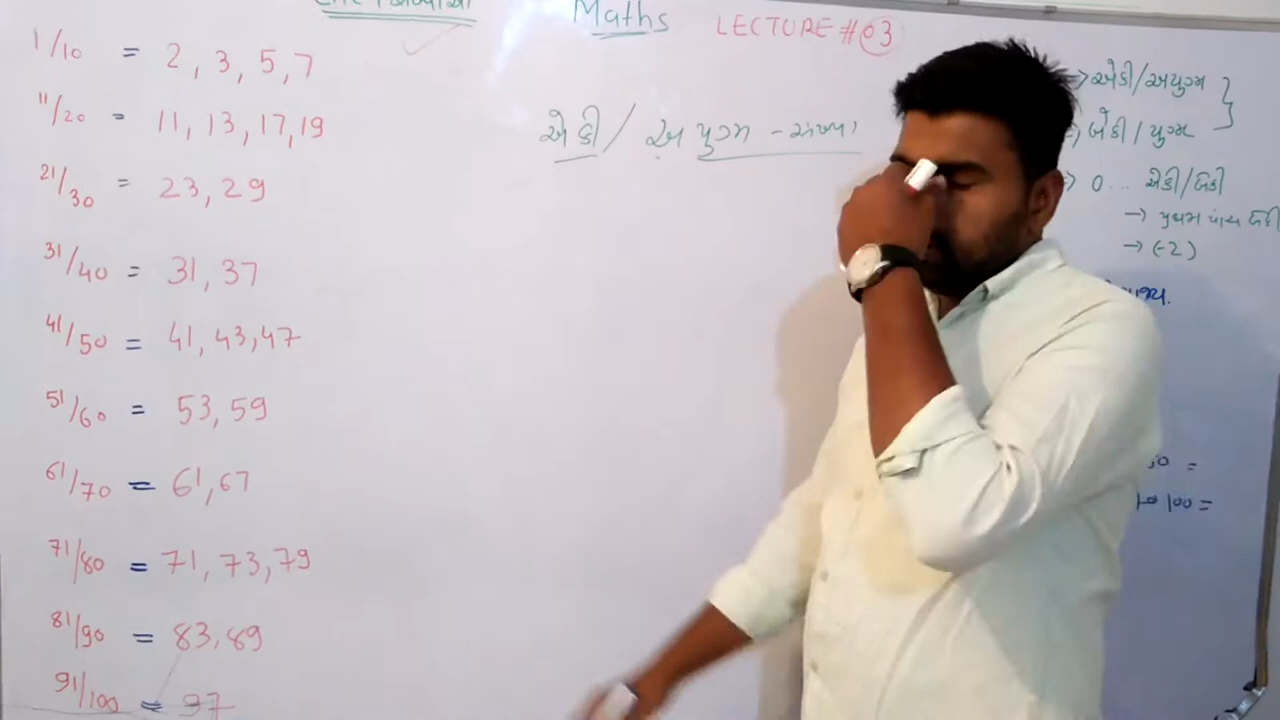 Maths LECTURE #03
1/10 = 2, 3, 5, 7
11/20 = 11, 13, 17, 19
21/30 = 23, 29
31/40 = 31, 37
41/50 = 41, 43, 47
51/60 = 53, 59
61/70 = 61, 67
71/80 = 71, 73, 79
81/90 = 83, 89
91/100 = 97
એકી / અયુગ્મ - સંખ્યા
→ એકી/અયુગ્મ }
→ બેકી / યુગ્મ
→ 0... એકી/બેકી
→ પ્રથમ પાંચ બેકી
→ (-2)
50 =
100 =